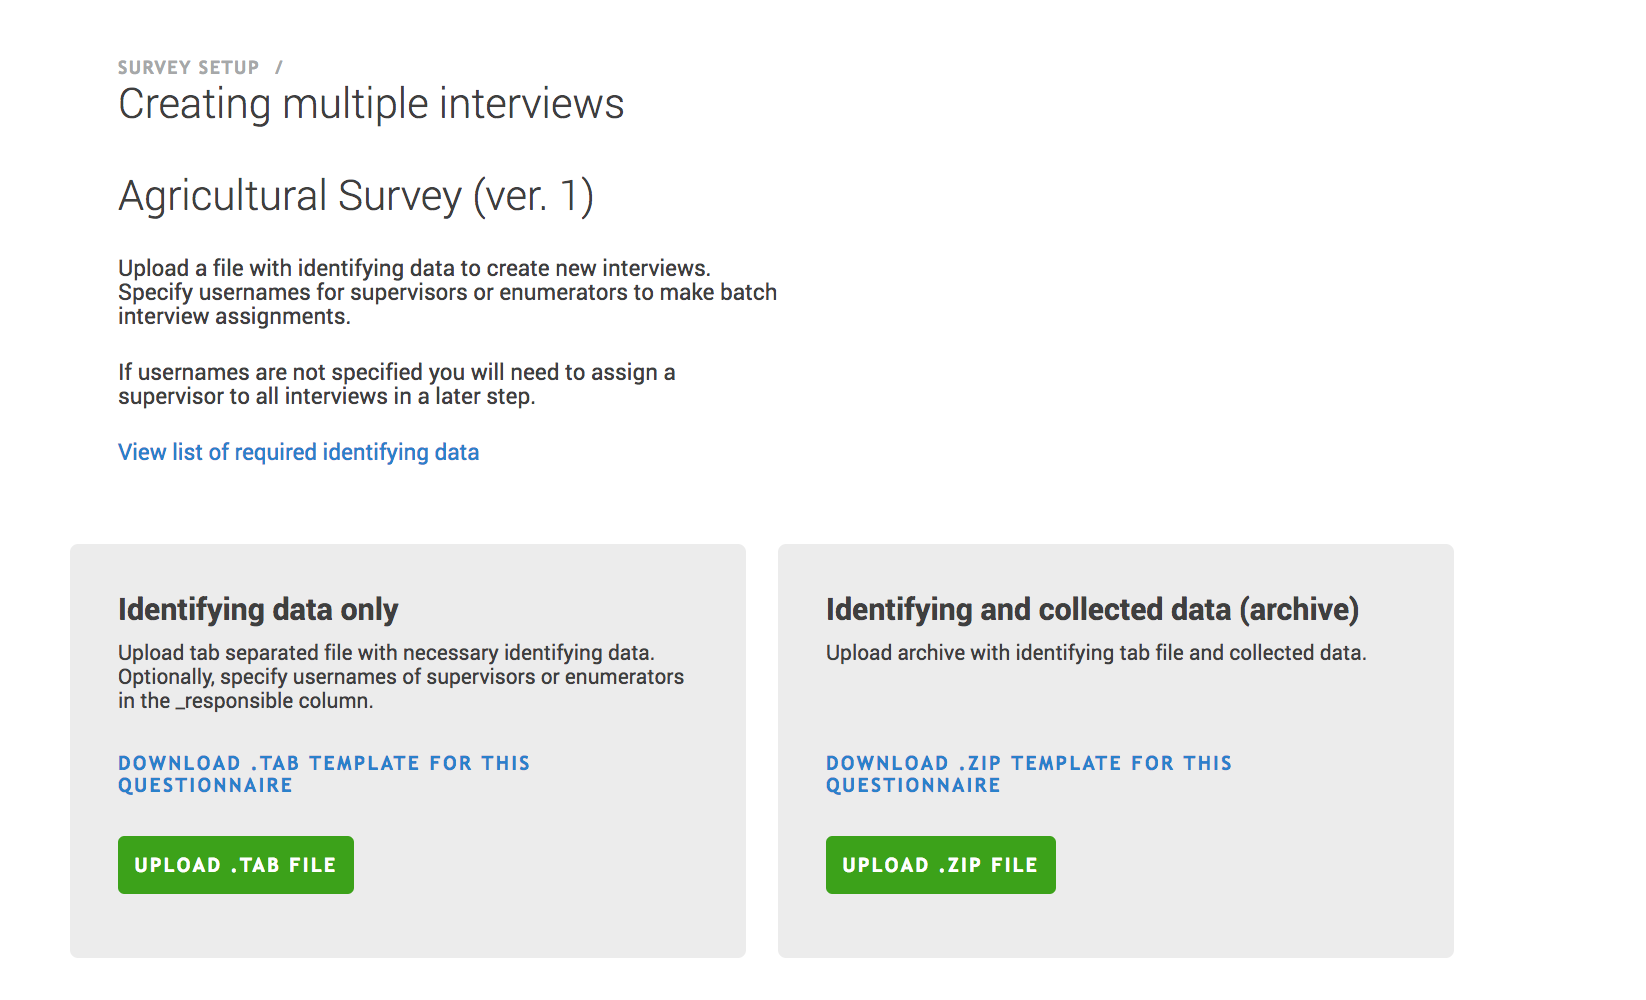 SURVEY SETUP /
Creating multiple interviews
Agricultural Survey (ver. 1)
Upload a file with identifying data to create new interviews.
Specify usernames for supervisors or enumerators to make batch
interview assignments.
If usernames are not specified you will need to assign a
supervisor to all interviews in a later step.
View list of required identifying data
Identifying data only
Upload tab separated file with necessary identifying data.
Optionally, specify usernames of supervisors or enumerators
in the _responsible column.
DOWNLOAD .TAB TEMPLATE FOR THIS
QUESTIONNAIRE
UPLOAD .TAB FILE
Identifying and collected data (archive)
Upload archive with identifying tab file and collected data.
DOWNLOAD .ZIP TEMPLATE FOR THIS
QUESTIONNAIRE
UPLOAD .ZIP FILE